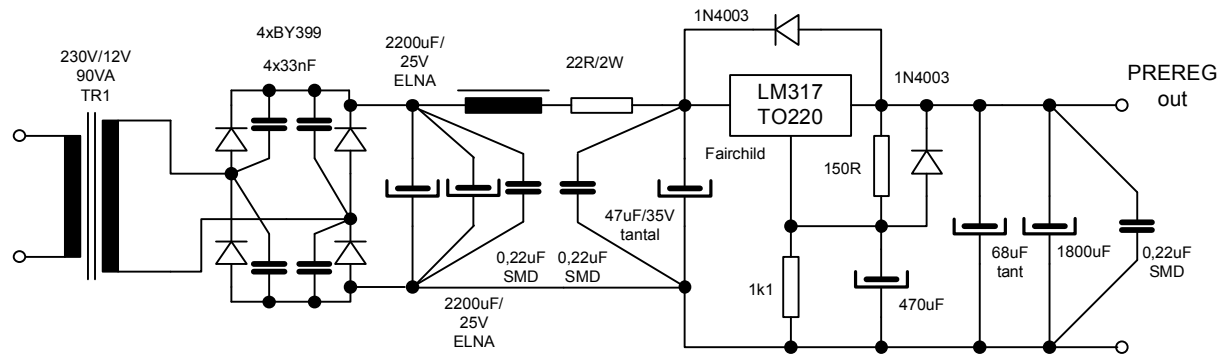 230V/12V
90VA
TR1
4xBY399
4x33nF
2200uF/
25V
ELNA
22R/2W
1N4003
LM317
TO220
Fairchild
1N4003
PREREG
out
150R
47uF/35V
tantal
0,22uF
SMD
0,22uF
SMD
2200uF/
25V
ELNA
1k1
470uF
68uF
tant
1800uF
0,22uF
SMD